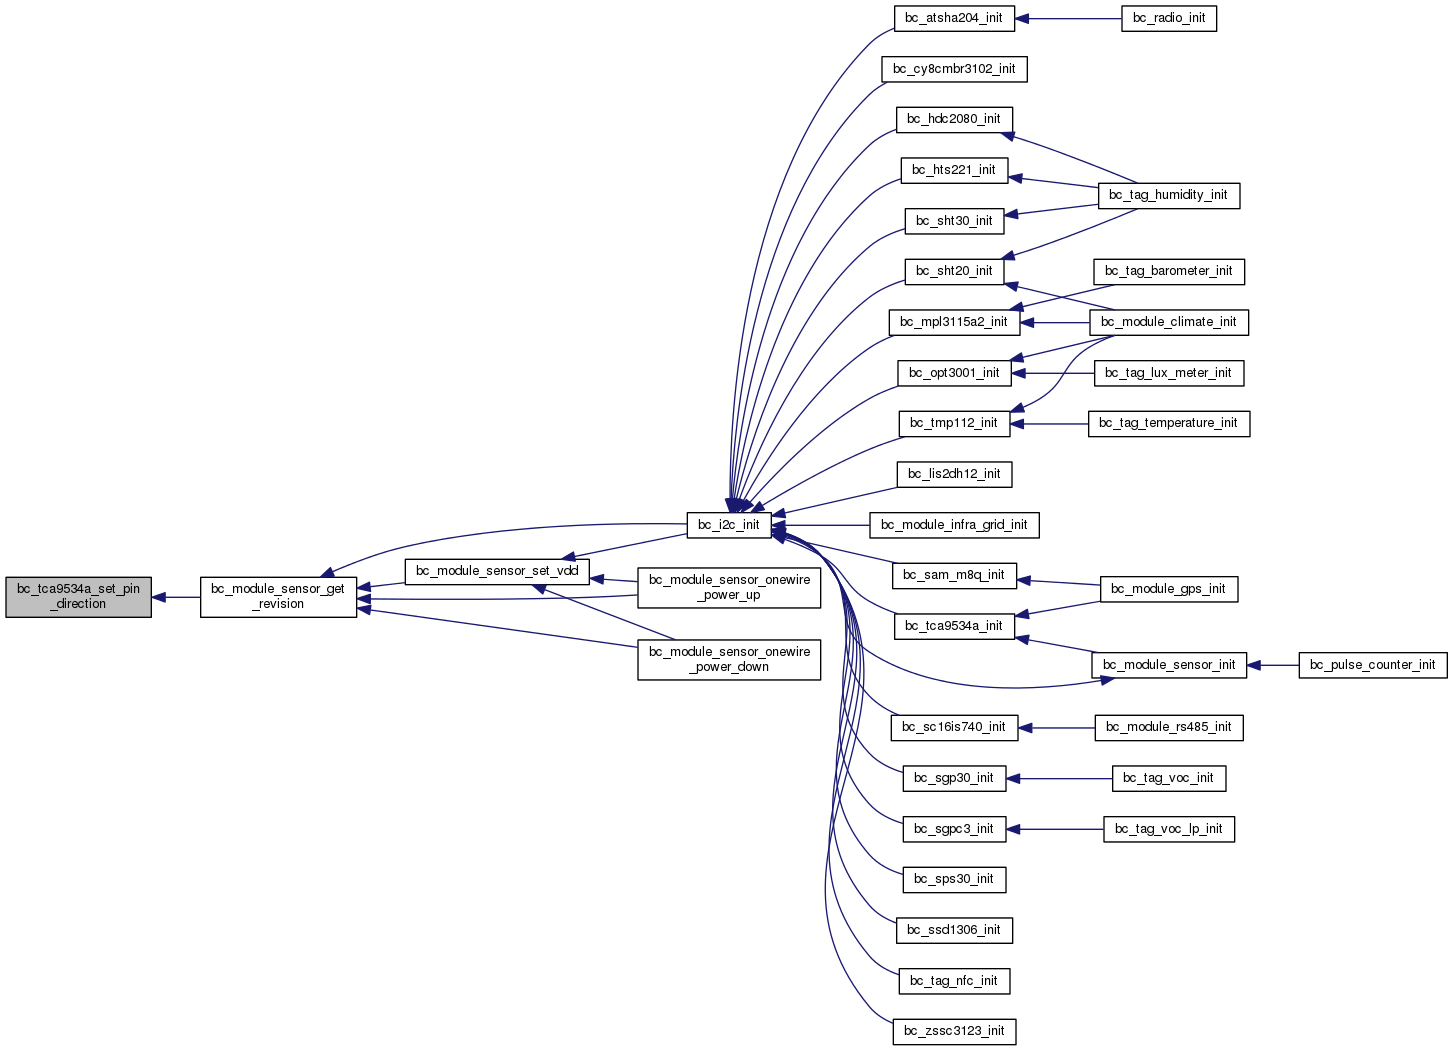 bc_tca9534a_set_pin
_direction
bc_module_sensor_get
_revision
bc_module_sensor_set_vdd
bc_module_sensor_onewire
_power_up
bc_module_sensor_onewire
_power_down
bc_i2c_init
bc_atsha204_init
bc_radio_init
bc_cy8cmbr3102_init
bc_hdc2080_init
bc_hts221_init
bc_tag_humidity_init
bc_sht30_init
bc_sht20_init
bc_tag_barometer_init
bc_mpl3115a2_init
bc_module_climate_init
bc_opt3001_init
bc_tag_lux_meter_init
bc_tmp112_init
bc_tag_temperature_init
bc_lis2dh12_init
bc_module_infra_grid_init
bc_sam_m8q_init
bc_module_gps_init
bc_tca9534a_init
bc_module_sensor_init
bc_pulse_counter_init
bc_sc16is740_init
bc_module_rs485_init
bc_sgp30_init
bc_tag_voc_init
bc_sgpc3_init
bc_tag_voc_lp_init
bc_sps30_init
bc_ssd1306_init
bc_tag_nfc_init
bc_zssc3123_init